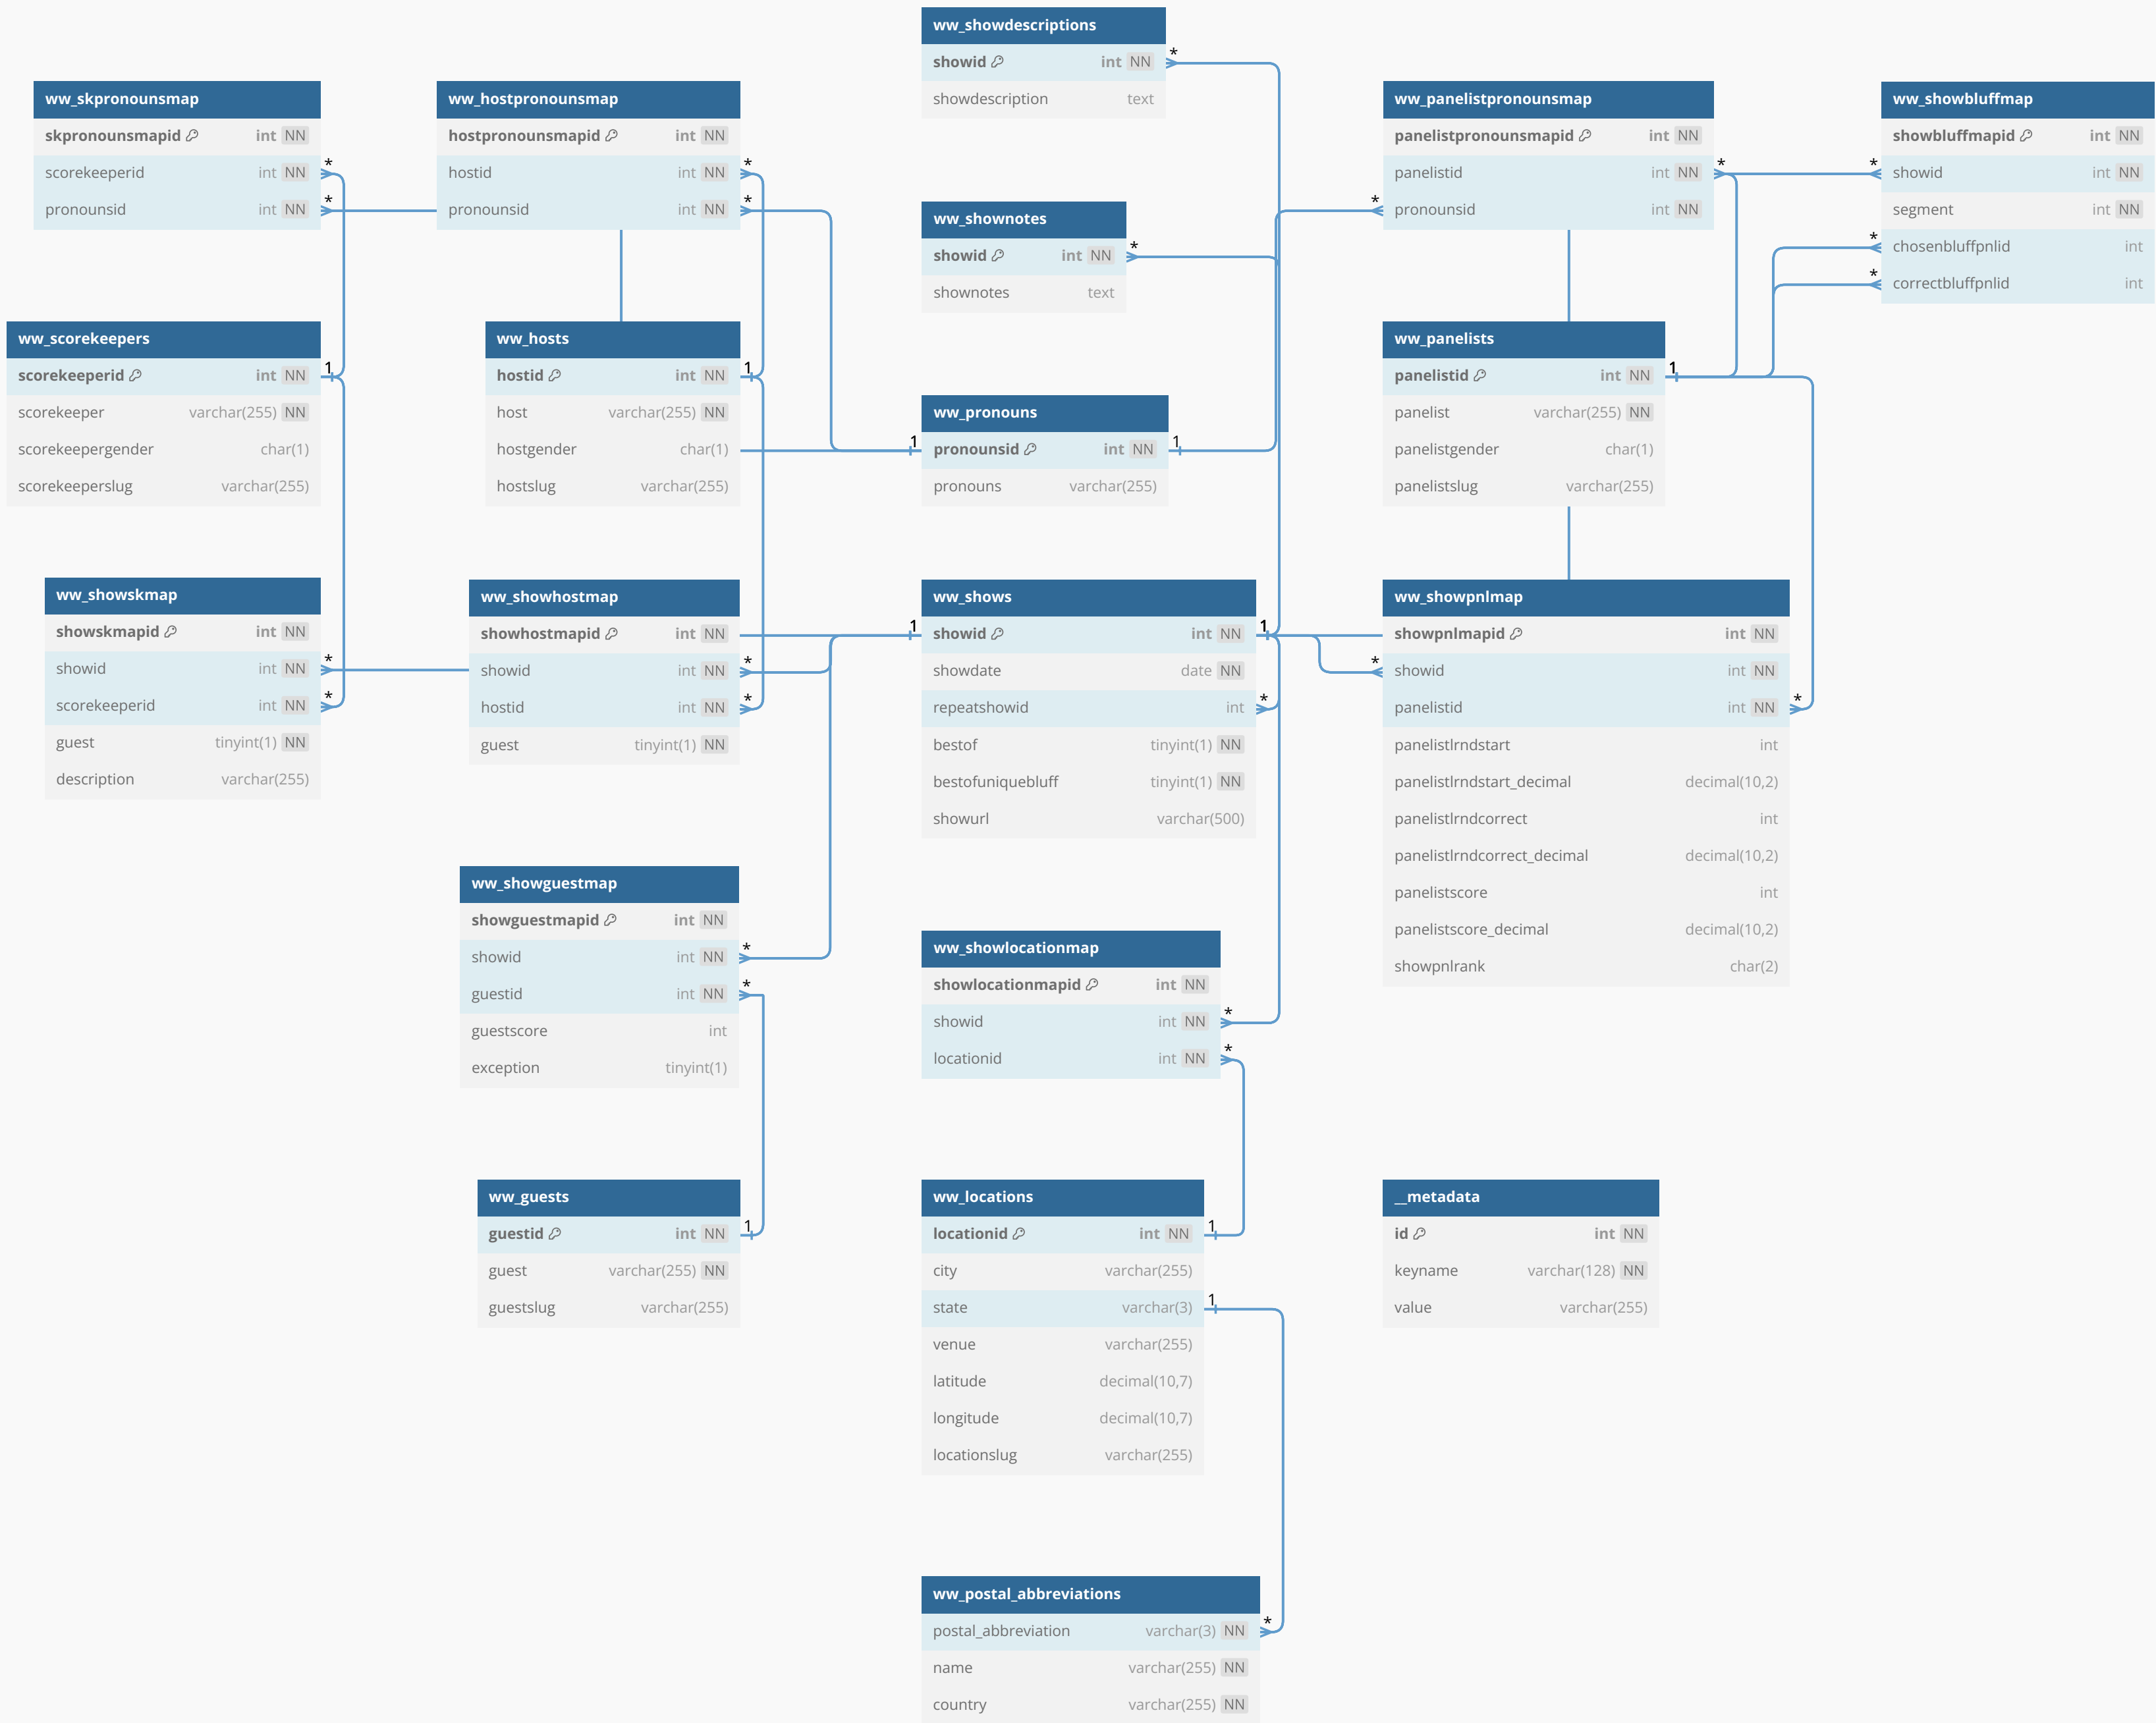 ww_showdescriptions
showid int NN
showdescription text
ww_skpronounsmap
skpronounsmapid int NN
* scorekeeperid int NN
* pronounsid int NN
ww_hostpronounsmap
hostpronounsmapid int NN
* hostid int NN
* pronounsid int NN
*
ww_shownotes
showid int NN
shownotes text
*
ww_panelistpronounsmap
panelistpronounsmapid int NN
* panelistid int NN
* pronounsid int NN
ww_showbluffmap
showbluffmapid int NN
* showid int NN
segment int NN
* chosenbluffpnlid int
* correctbluffpnlid int
ww_scorekeepers
scorekeeperid int NN 1
scorekeeper varchar(255) NN
scorekeepergender char(1)
scorekeeperslug varchar(255)
ww_hosts
hostid int NN 1
host varchar(255) NN
hostgender char(1)
hostslug varchar(255)
ww_pronouns
1 pronounsid int NN 1
pronouns varchar(255)
ww_panelists
panelistid int NN 1
panelist varchar(255) NN
panelistgender char(1)
panelistslug varchar(255)
ww_showskmap
showskmapid int NN
showid int NN *
scorekeeperid int NN *
guest tinyint(1) NN
description varchar(255)
ww_showhostmap
showhostmapid int NN
showid int NN *
hostid int NN *
guest tinyint(1) NN
ww_shows
1 showid int NN 1
showdate date NN
repeatshowid int *
bestof tinyint(1) NN
bestofuniquebluff tinyint(1) NN
showurl varchar(500)
ww_showpnlmap
showpnlmapid int NN
* showid int NN
panelistid int NN *
panelistlrndstart int
panelistlrndstart_decimal decimal(10,2)
panelistlrndcorrect int
panelistlrndcorrect_decimal decimal(10,2)
panelistscore int
panelistscore_decimal decimal(10,2)
showpnlrank char(2)
ww_showguestmap
showguestmapid int NN
showid int NN *
guestid int NN *
guestscore int
exception tinyint(1)
ww_showlocationmap
showlocationmapid int NN
showid int NN *
locationid int NN *
ww_guests
guestid int NN 1
guest varchar(255) NN
guestslug varchar(255)
ww_locations
locationid int NN 1
city varchar(255)
state varchar(3) 1
venue varchar(255)
latitude decimal(10,7)
longitude decimal(10,7)
locationslug varchar(255)
__metadata
id int NN
keyname varchar(128) NN
value varchar(255)
ww_postal_abbreviations
postal_abbreviation varchar(3) NN *
name varchar(255) NN
country varchar(255) NN